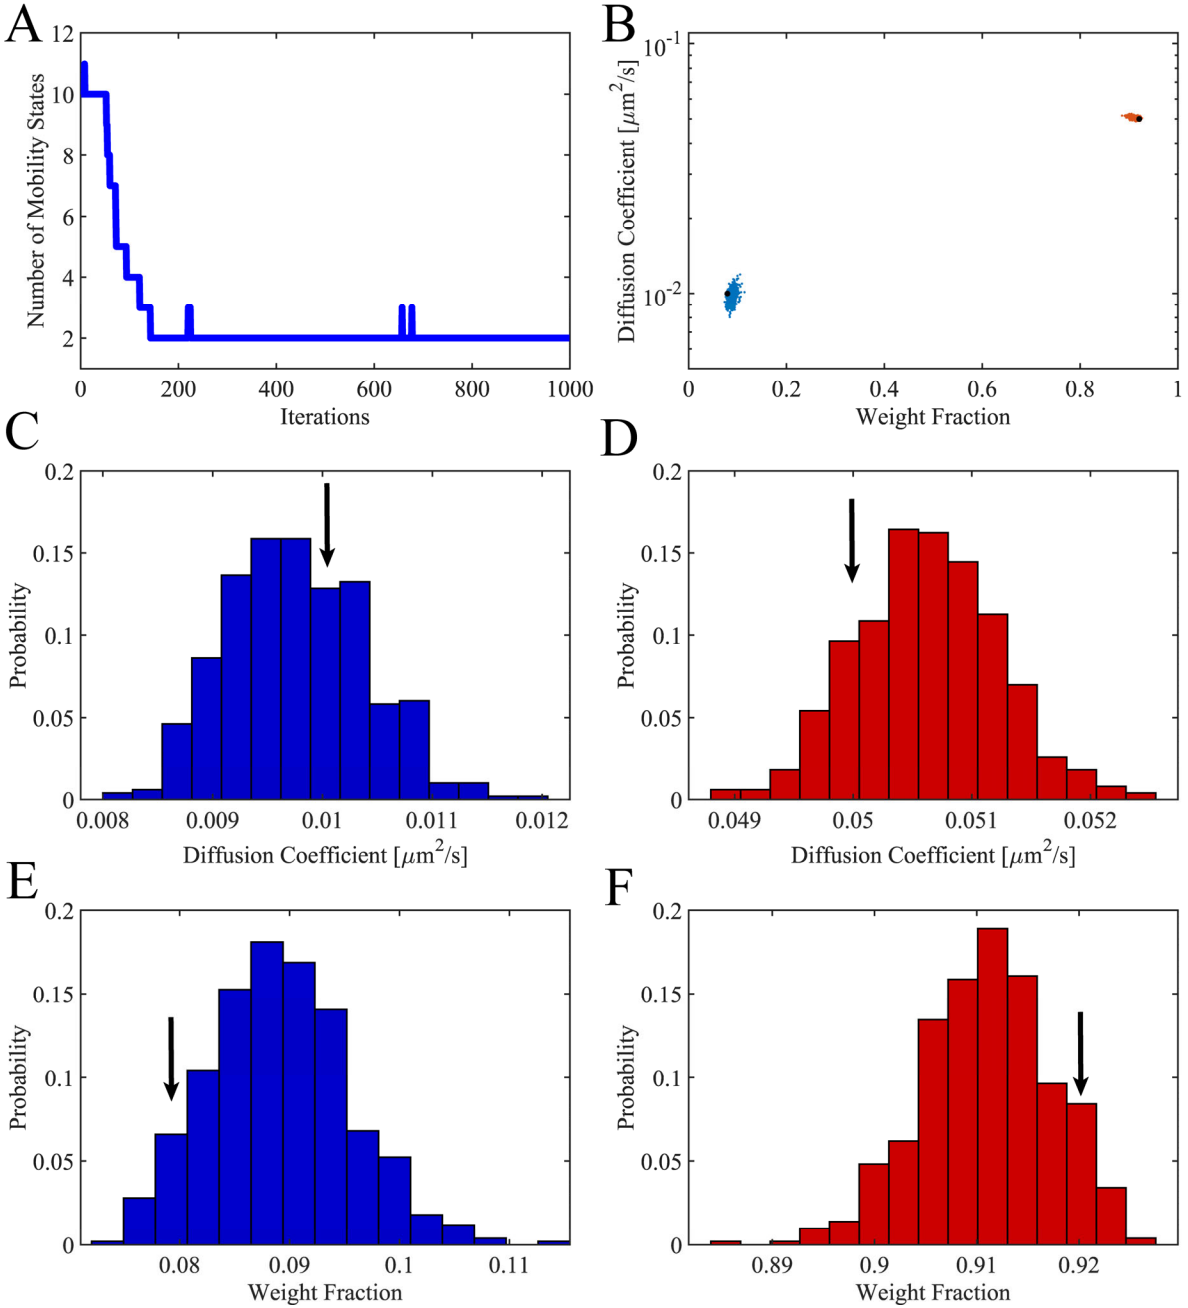 A
12
10
8
6
4
2
Number of Mobility States
0 200 400 600 800 1000
Iterations
B
10-1
10-2
Diffusion Coefficient [μm2/s]
0 0.2 0.4 0.6 0.8 1
Weight Fraction
C
0.2
0.15
0.1
0.05
0
Probability
0.008 0.009 0.01 0.011 0.012
Diffusion Coefficient [μm2/s]
D
0.2
0.15
0.1
0.05
0
Probability
0.049 0.05 0.051 0.052
Diffusion Coefficient [μm2/s]
E
0.2
0.15
0.1
0.05
0
Probability
0.08 0.09 0.1 0.11
Weight Fraction
F
0.2
0.15
0.1
0.05
0
Probability
0.89 0.9 0.91 0.92
Weight Fraction